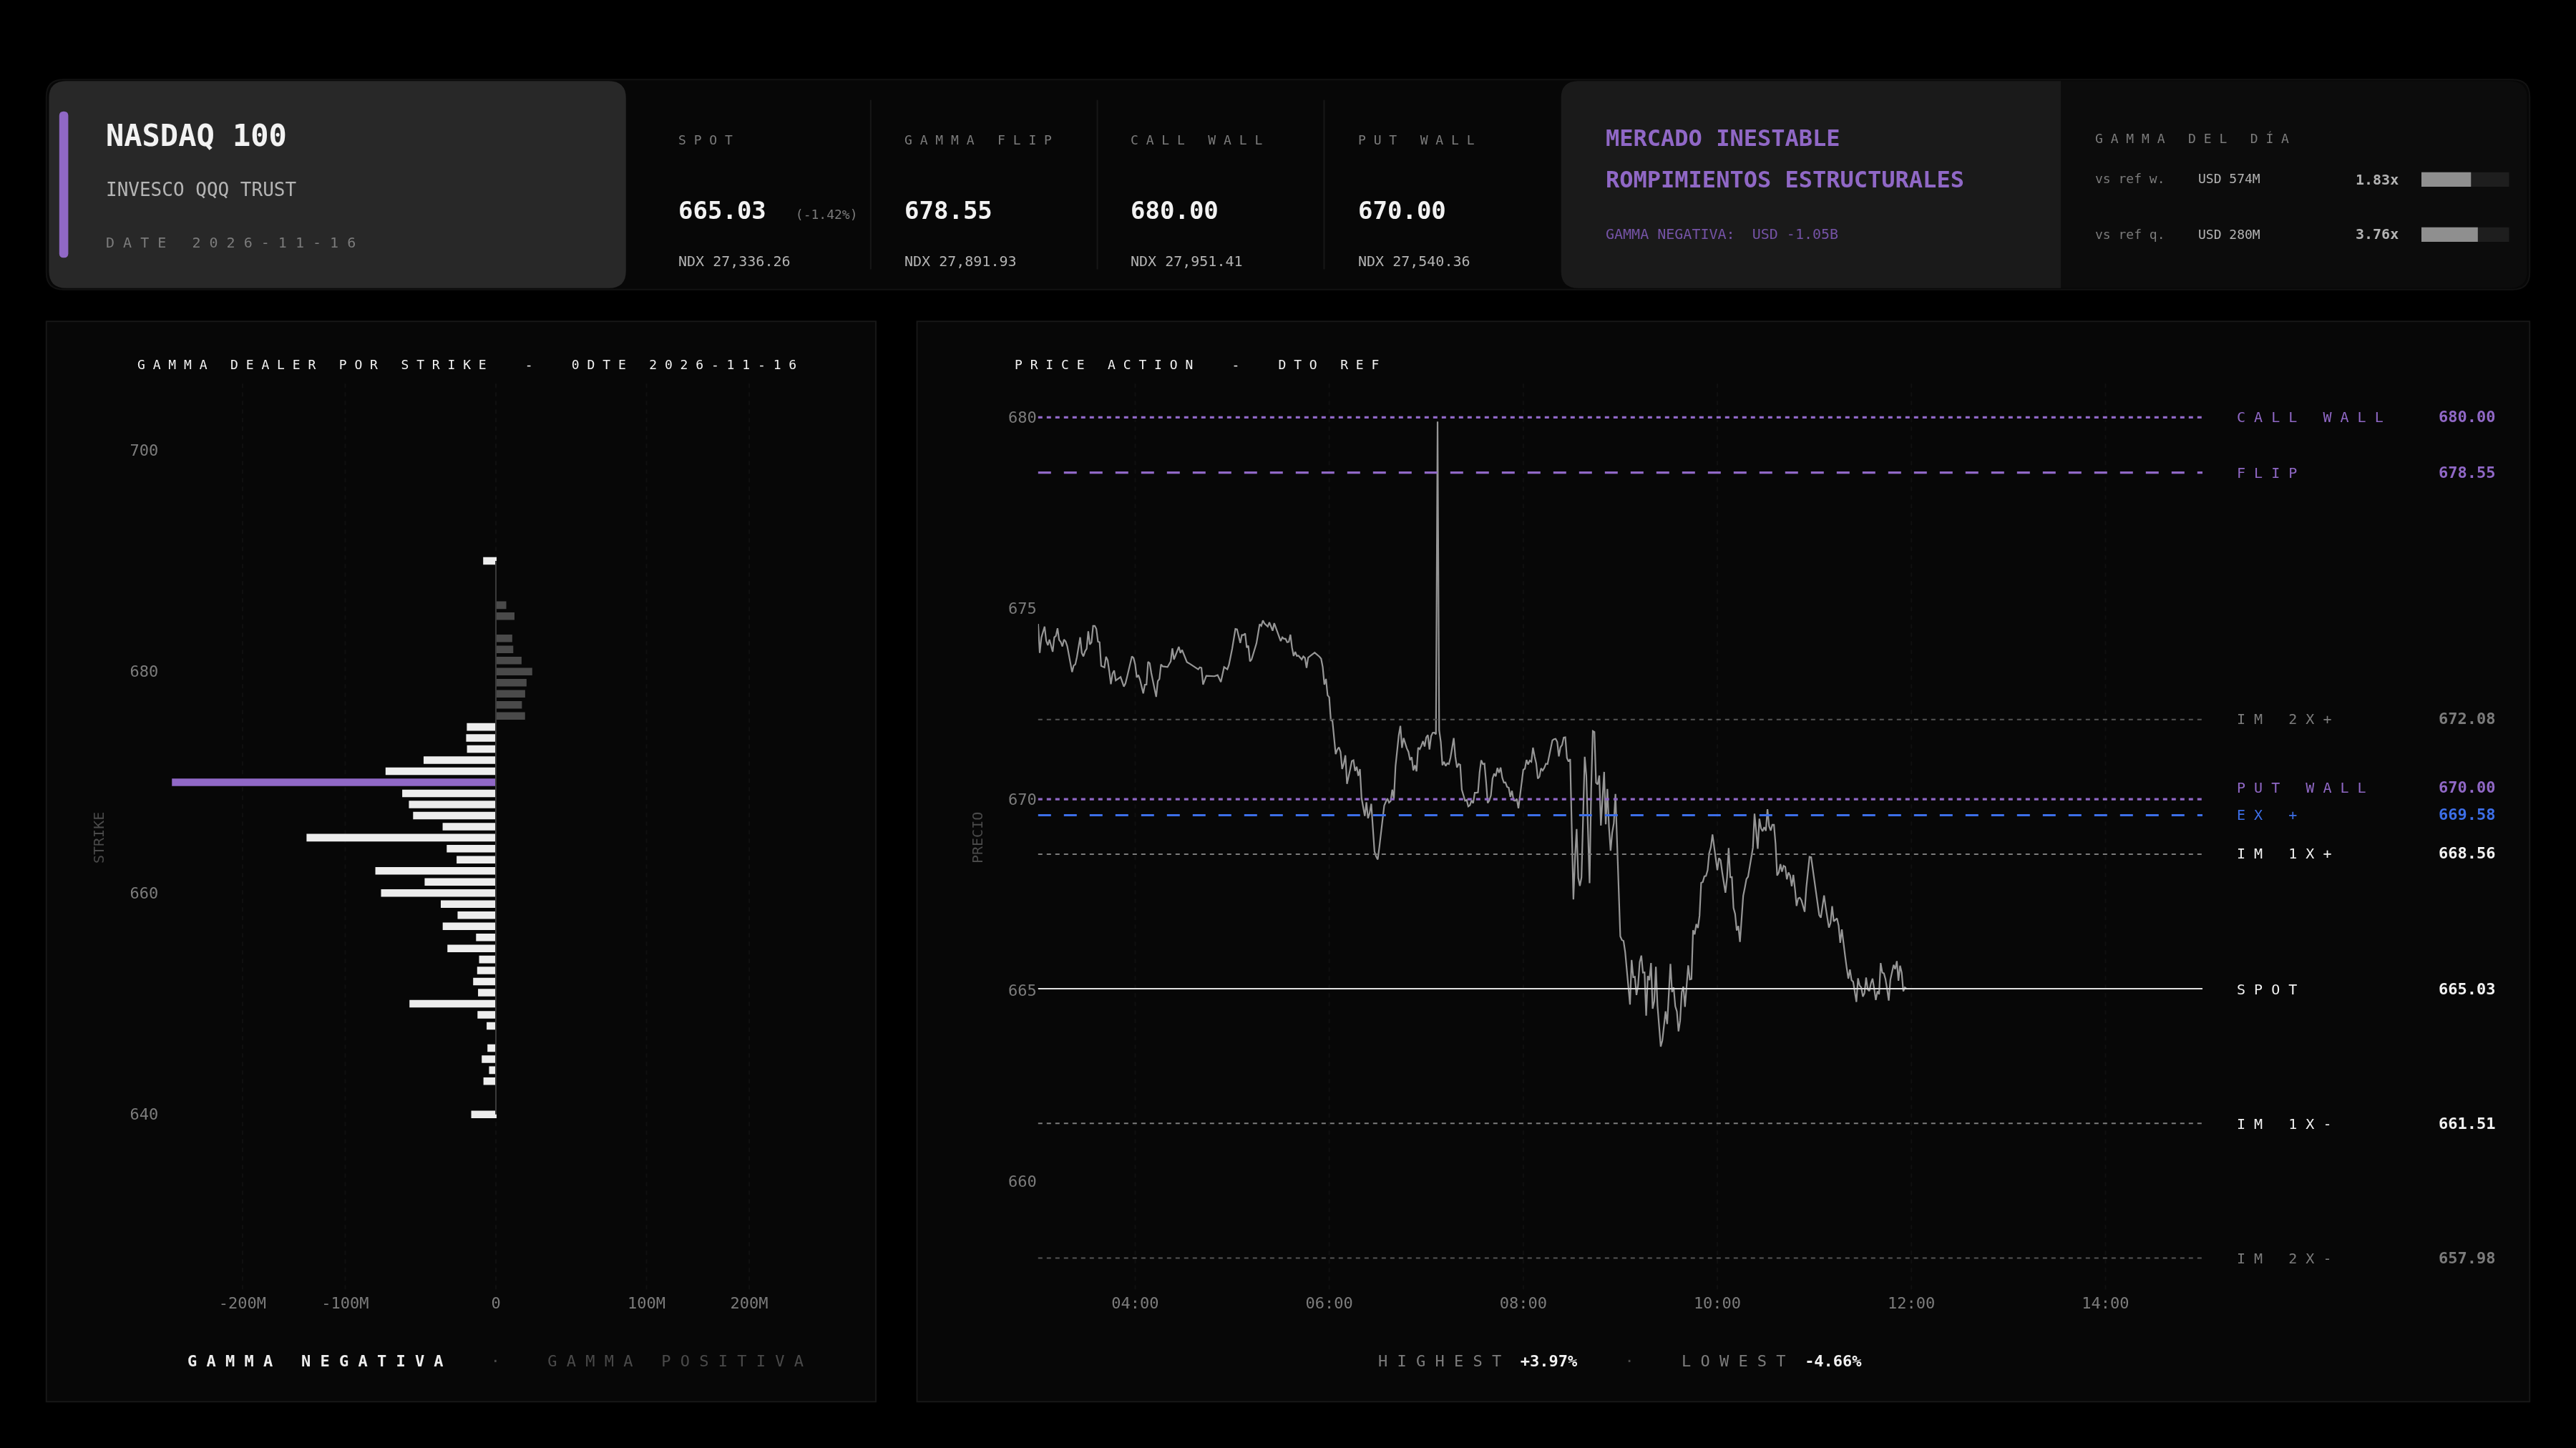 NASDAQ 100
INVESCO QQQ TRUST
DATE 2026-11-16
SPOT
665.03 (-1.42%)
NDX 27,336.26
GAMMA FLIP
678.55
NDX 27,891.93
CALL WALL
680.00
NDX 27,951.41
PUT WALL
670.00
NDX 27,540.36
MERCADO INESTABLE
ROMPIMIENTOS ESTRUCTURALES
GAMMA NEGATIVA: USD -1.05B
GAMMA DEL DÍA
vs ref w. USD 574M 1.83x
vs ref q. USD 280M 3.76x
GAMMA DEALER POR STRIKE - 0DTE 2026-11-16
STRIKE
700
680
660
640
-200M -100M 0 100M 200M
GAMMA NEGATIVA · GAMMA POSITIVA
PRICE ACTION - DTO REF
PRECIO
680
675
670
665
660
CALL WALL 680.00
FLIP 678.55
IM 2X+ 672.08
PUT WALL 670.00
EX + 669.58
IM 1X+ 668.56
SPOT 665.03
IM 1X- 661.51
IM 2X- 657.98
04:00 06:00 08:00 10:00 12:00 14:00
HIGHEST +3.97% · LOWEST -4.66%